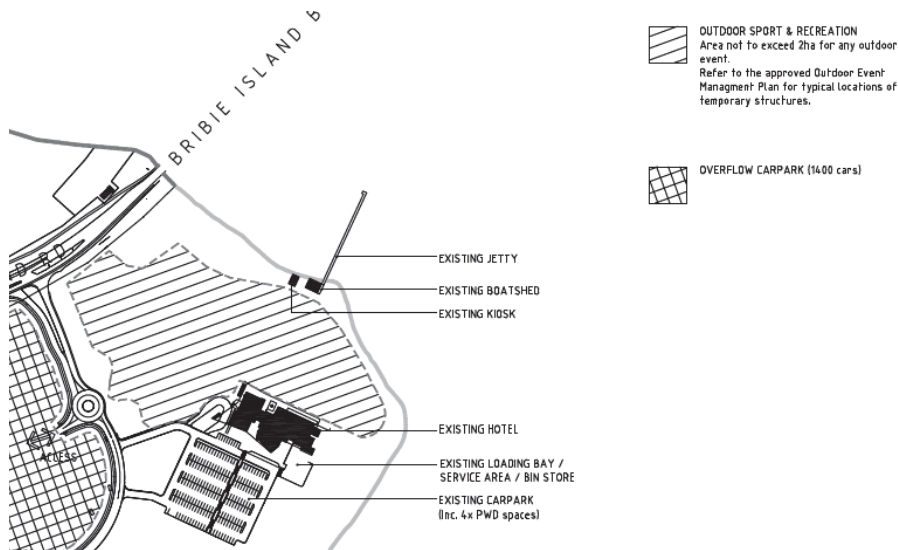 BRIBIE ISLAND B
RD
ACCESS
EXISTING JETTY
EXISTING BOATSHED
EXISTING KIOSK
EXISTING HOTEL
EXISTING LOADING BAY /
SERVICE AREA / BIN STORE
EXISTING CARPARK
(Inc. 4x PWD spaces)
OUTDOOR SPORT & RECREATION
Area not to exceed 2ha for any outdoor
event.
Refer to the approved Outdoor Event
Managment Plan for typical locations of
temporary structures.
OVERFLOW CARPARK (1400 cars)